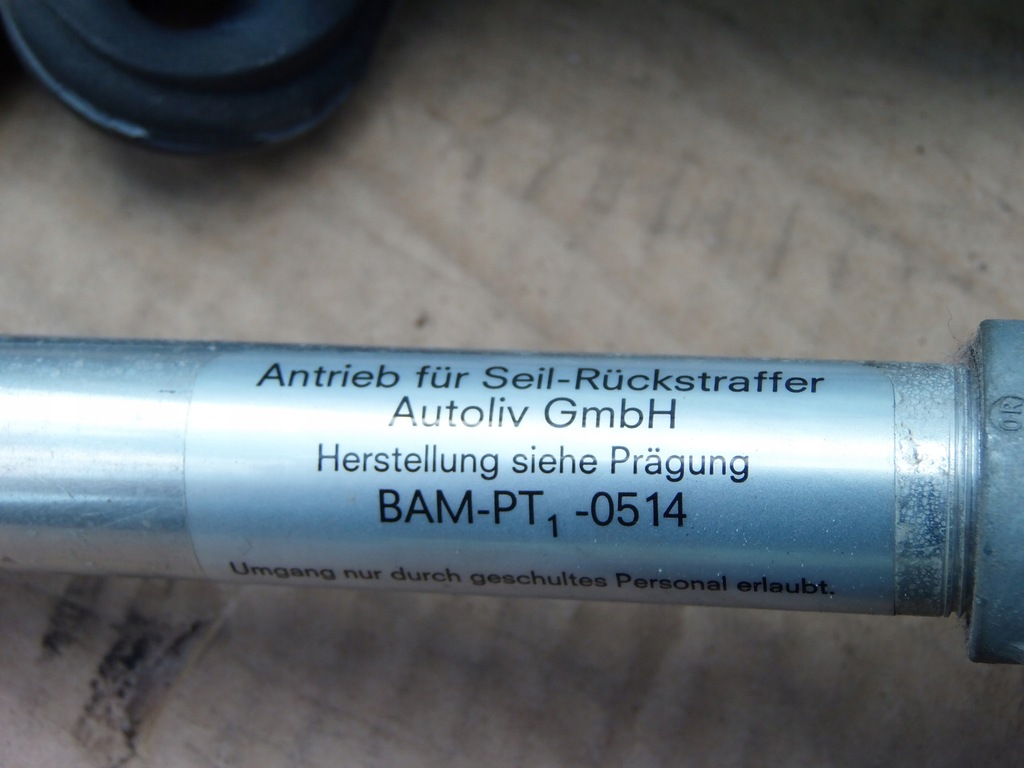 Antrieb für Seil-Rückstraffer
Autoliv GmbH
Herstellung siehe Prägung
BAM-PT₁ -0514
Umgang nur durch geschultes Personal erlaubt.